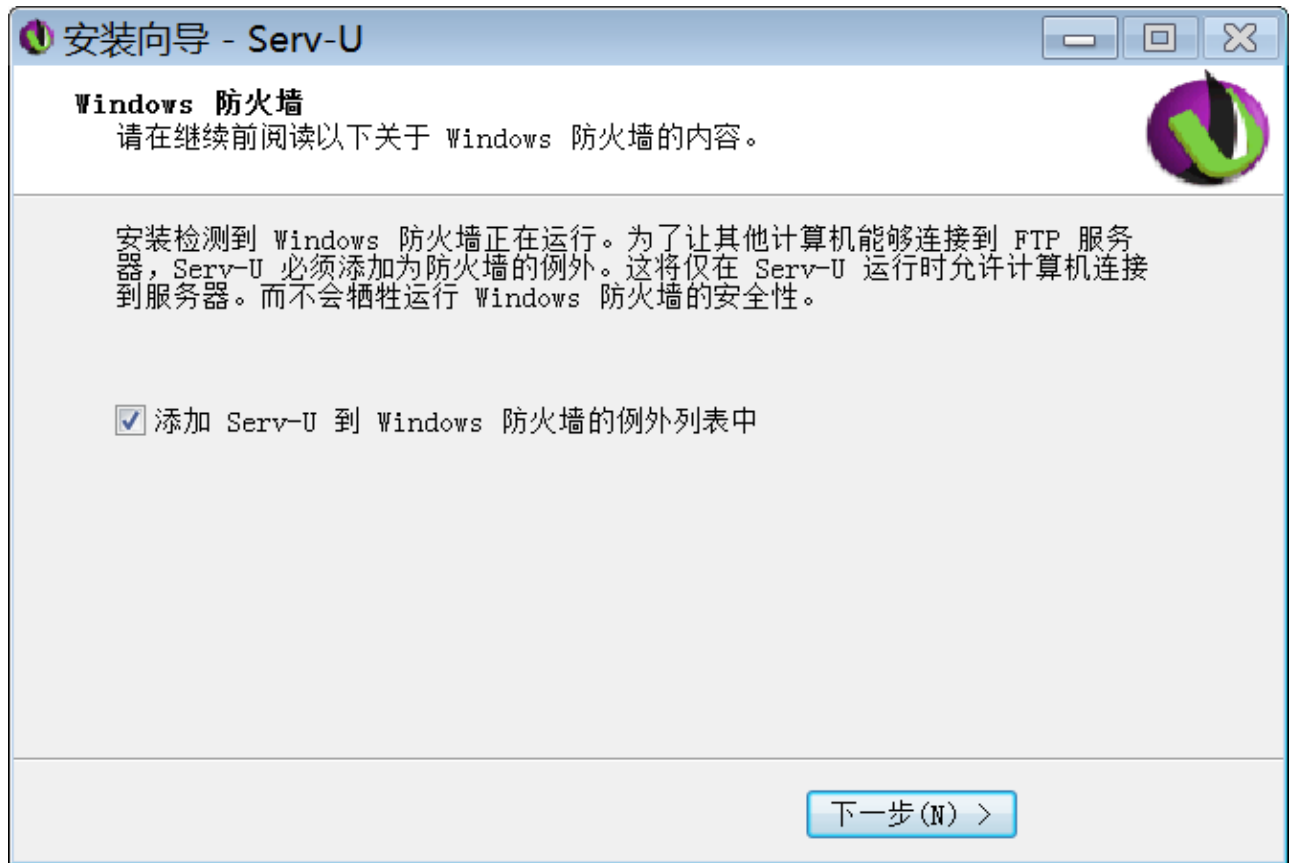 安装向导 - Serv-U
Windows 防火墙
请在继续前阅读以下关于 Windows 防火墙的内容。
安装检测到 Windows 防火墙正在运行。为了让其他计算机能够连接到 FTP 服务
器，Serv-U 必须添加为防火墙的例外。这将仅在 Serv-U 运行时允许计算机连接
到服务器。而不会牺牲运行 Windows 防火墙的安全性。
添加 Serv-U 到 Windows 防火墙的例外列表中
下一步(N) >